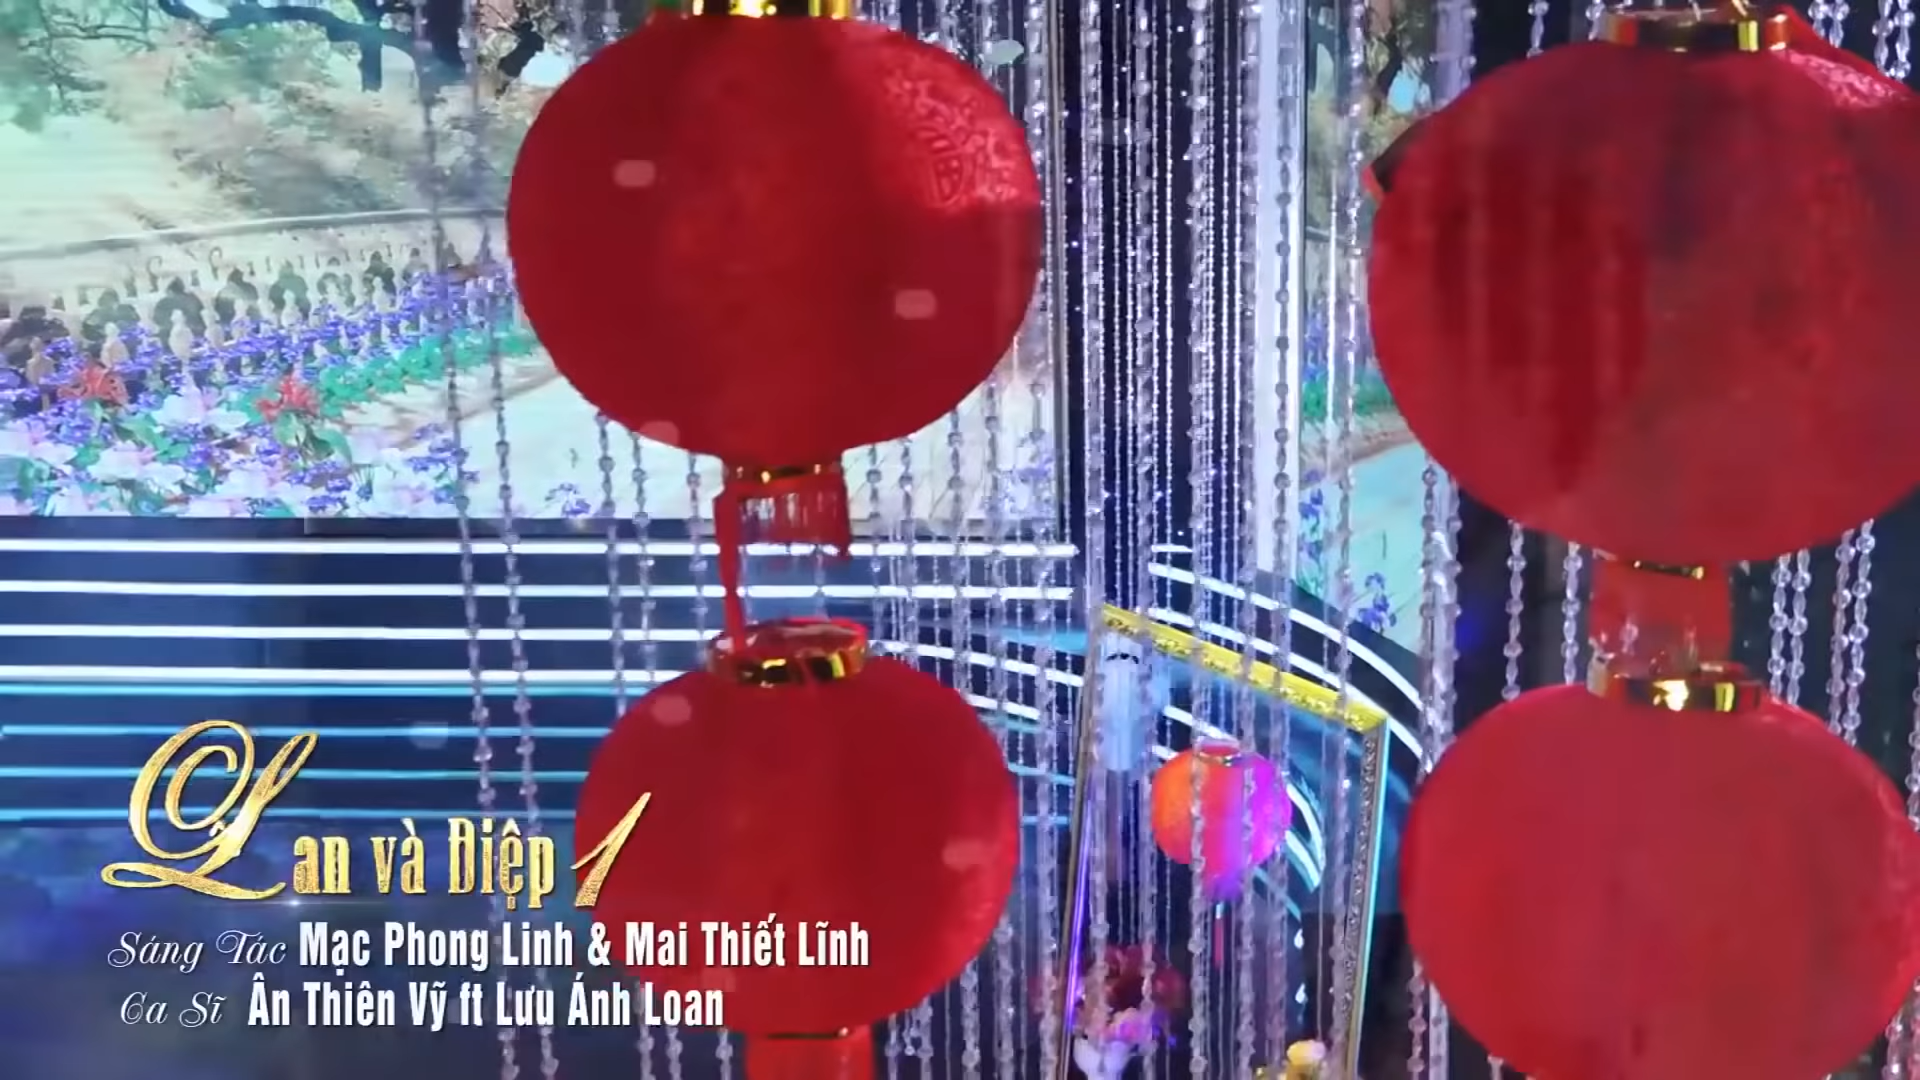 Lan và Điệp 1
Sáng Tác Mạc Phong Linh & Mai Thiết Lĩnh
Ca Sĩ Ân Thiên Vỹ ft Lưu Ánh Loan